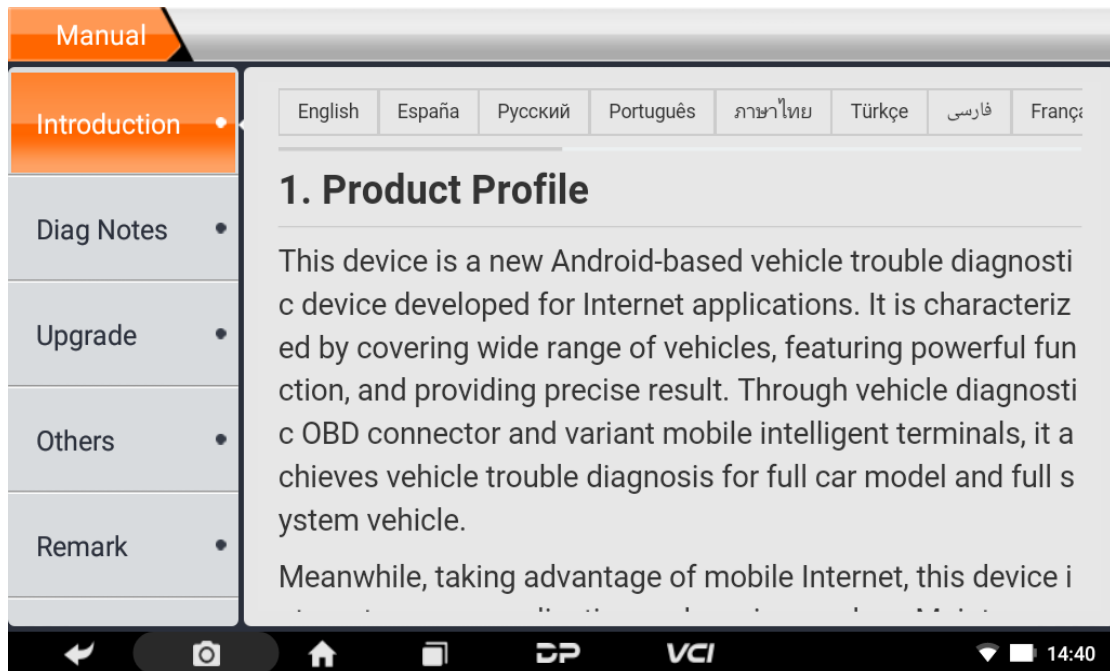 Manual
Introduction
Diag Notes
Upgrade
Others
Remark
English España Русский Português ภาษาไทย Türkçe فارسی França
1. Product Profile
This device is a new Android-based vehicle trouble diagnosti
c device developed for Internet applications. It is characteriz
ed by covering wide range of vehicles, featuring powerful fun
ction, and providing precise result. Through vehicle diagnosti
c OBD connector and variant mobile intelligent terminals, it a
chieves vehicle trouble diagnosis for full car model and full s
ystem vehicle.
Meanwhile, taking advantage of mobile Internet, this device i
DP VCI 14:40